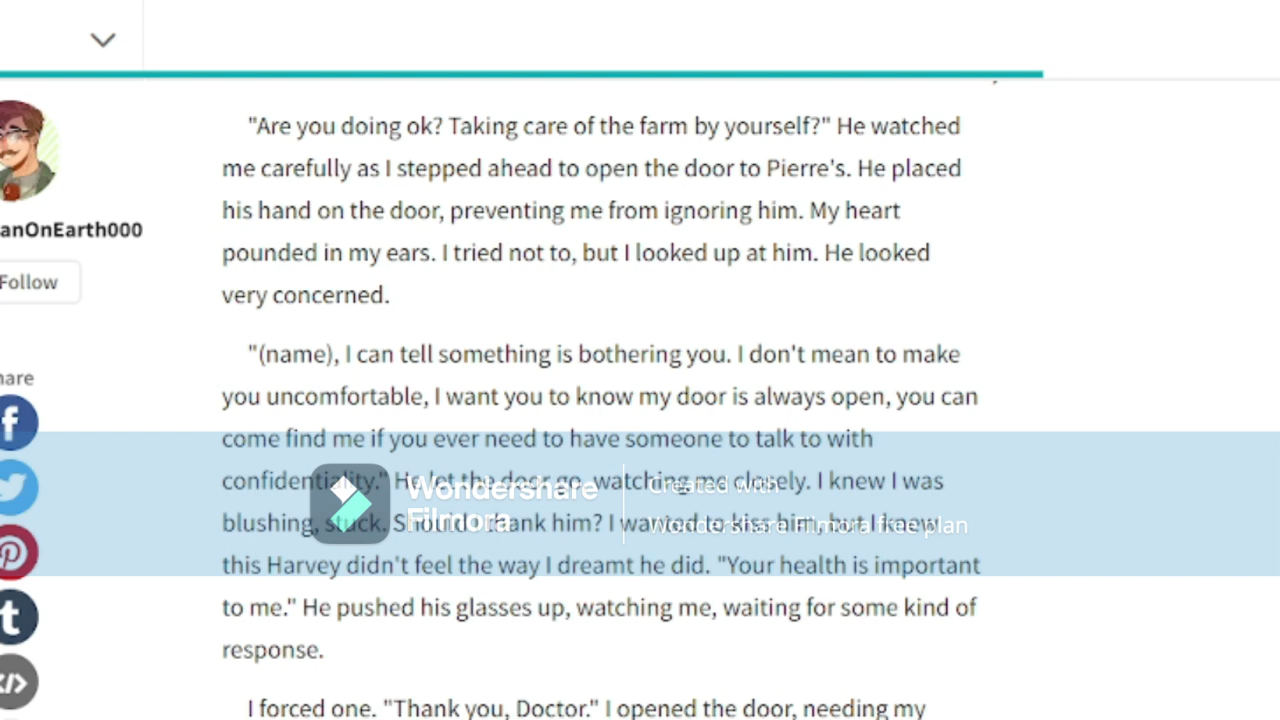 "Are you doing ok? Taking care of the farm by yourself?" He watched
me carefully as I stepped ahead to open the door to Pierre's. He placed
his hand on the door, preventing me from ignoring him. My heart
pounded in my ears. I tried not to, but I looked up at him. He looked
very concerned.
anOnEarth000
Follow
"(name), I can tell something is bothering you. I don't mean to make
you uncomfortable, I want you to know my door is always open, you can
hare
come find me if you ever need to have someone to talk to with
confidentiality." He let the door go, watching me closely. I knew I was
blushing, stuck. Should I thank him? I wanted to kiss him, but I knew
this Harvey didn't feel the way I dreamt he did. "Your health is important
to me." He pushed his glasses up, watching me, waiting for some kind of
response.
I forced one. "Thank you, Doctor." I opened the door, needing my
Wondershare
Filmora
Created with
Wondershare Filmora free plan